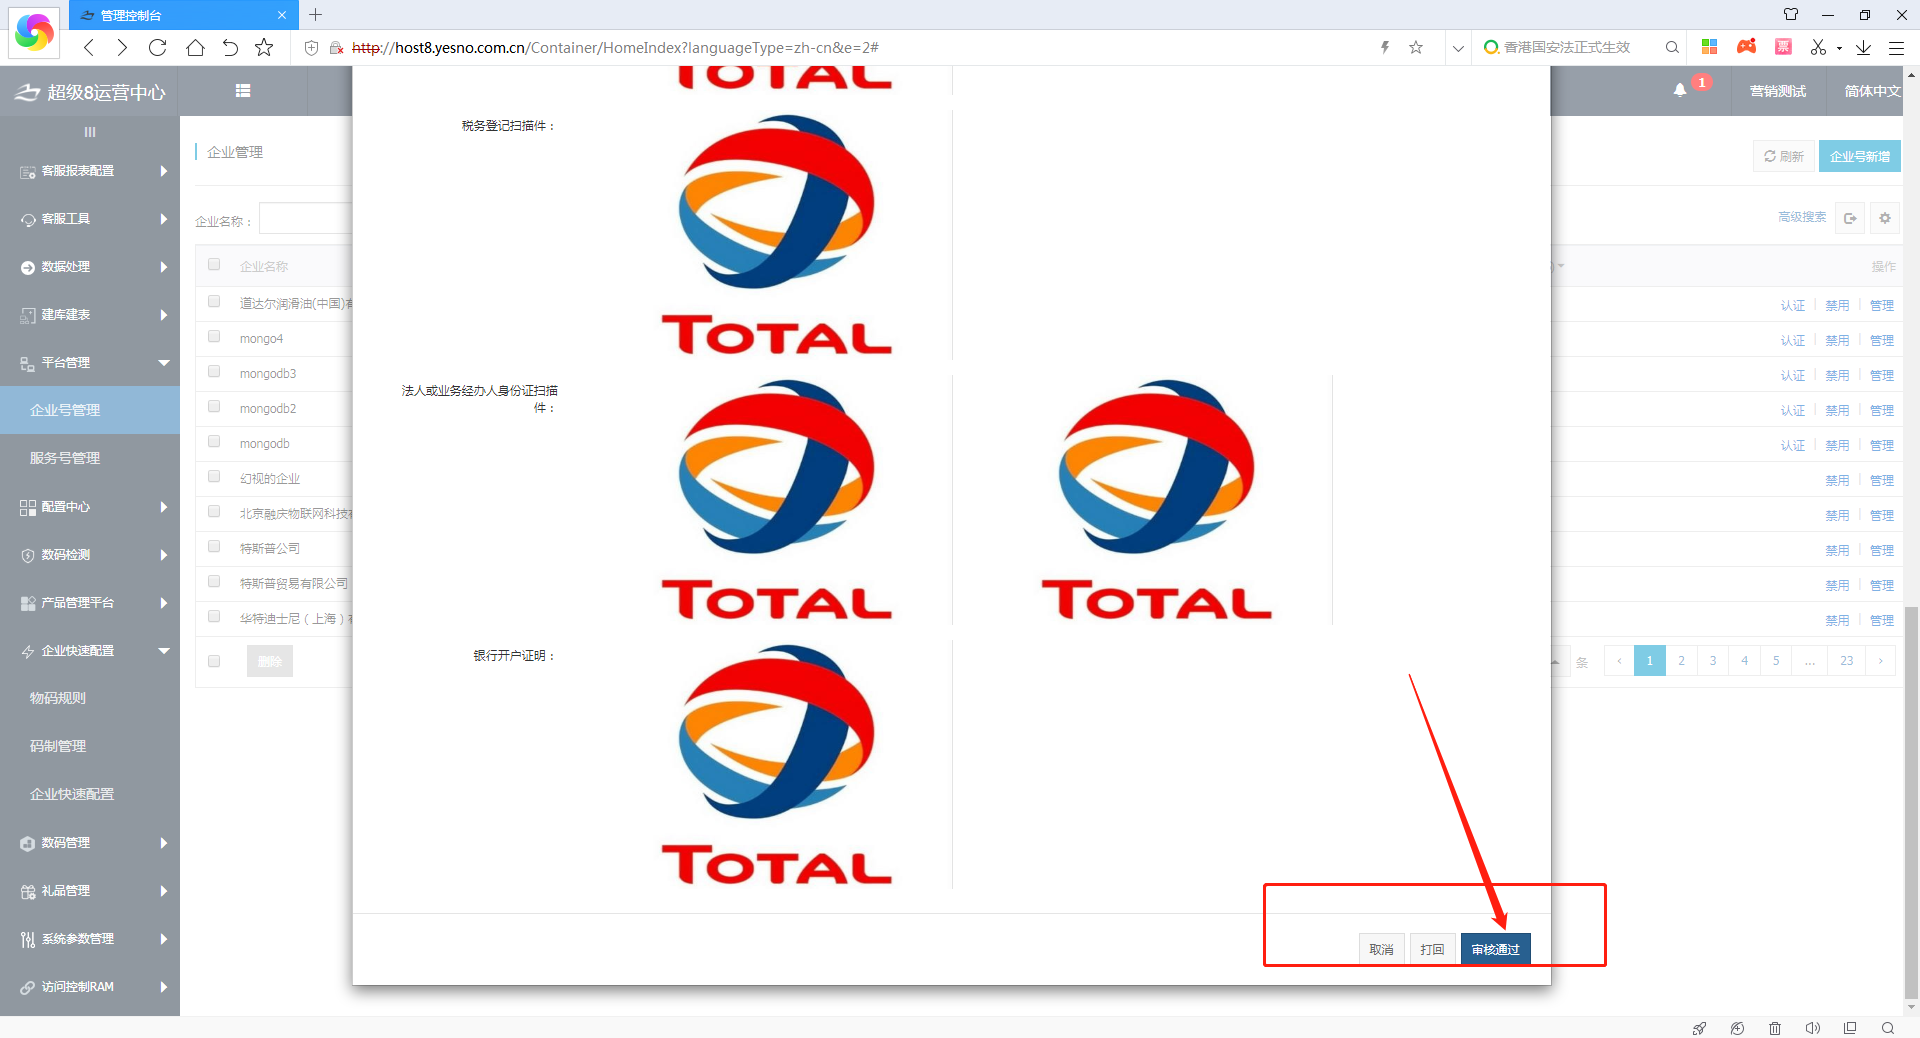 管理控制台
http://host8.yesno.com.cn/Container/HomeIndex?languageType=zh-cn&e=2#
香港国安法正式生效
票
超级8运营中心
1
营销测试
简体中文
客服报表配置
客服工具
数据处理
建库建表
平台管理
企业号管理
服务号管理
配置中心
数码检测
产品管理平台
企业快速配置
物码规则
码制管理
企业快速配置
数码管理
礼品管理
系统参数管理
访问控制RAM
企业管理
刷新
企业号新增
企业名称：
高级搜索
企业名称
操作
道达尔润滑油(中国)有
认证 禁用 管理
mongo4
认证 禁用 管理
mongodb3
认证 禁用 管理
mongodb2
认证 禁用 管理
mongodb
认证 禁用 管理
幻视的企业
禁用 管理
北京融庆物联网科技有
禁用 管理
特斯普公司
禁用 管理
特斯普贸易有限公司
禁用 管理
华特迪士尼（上海）有
禁用 管理
删除
条
‹ 1 2 3 4 5 ... 23 ›
TOTAL
税务登记扫描件：
TOTAL
法人或业务经办人身份证扫描
件：
TOTAL
TOTAL
银行开户证明：
TOTAL
取消
打回
审核通过